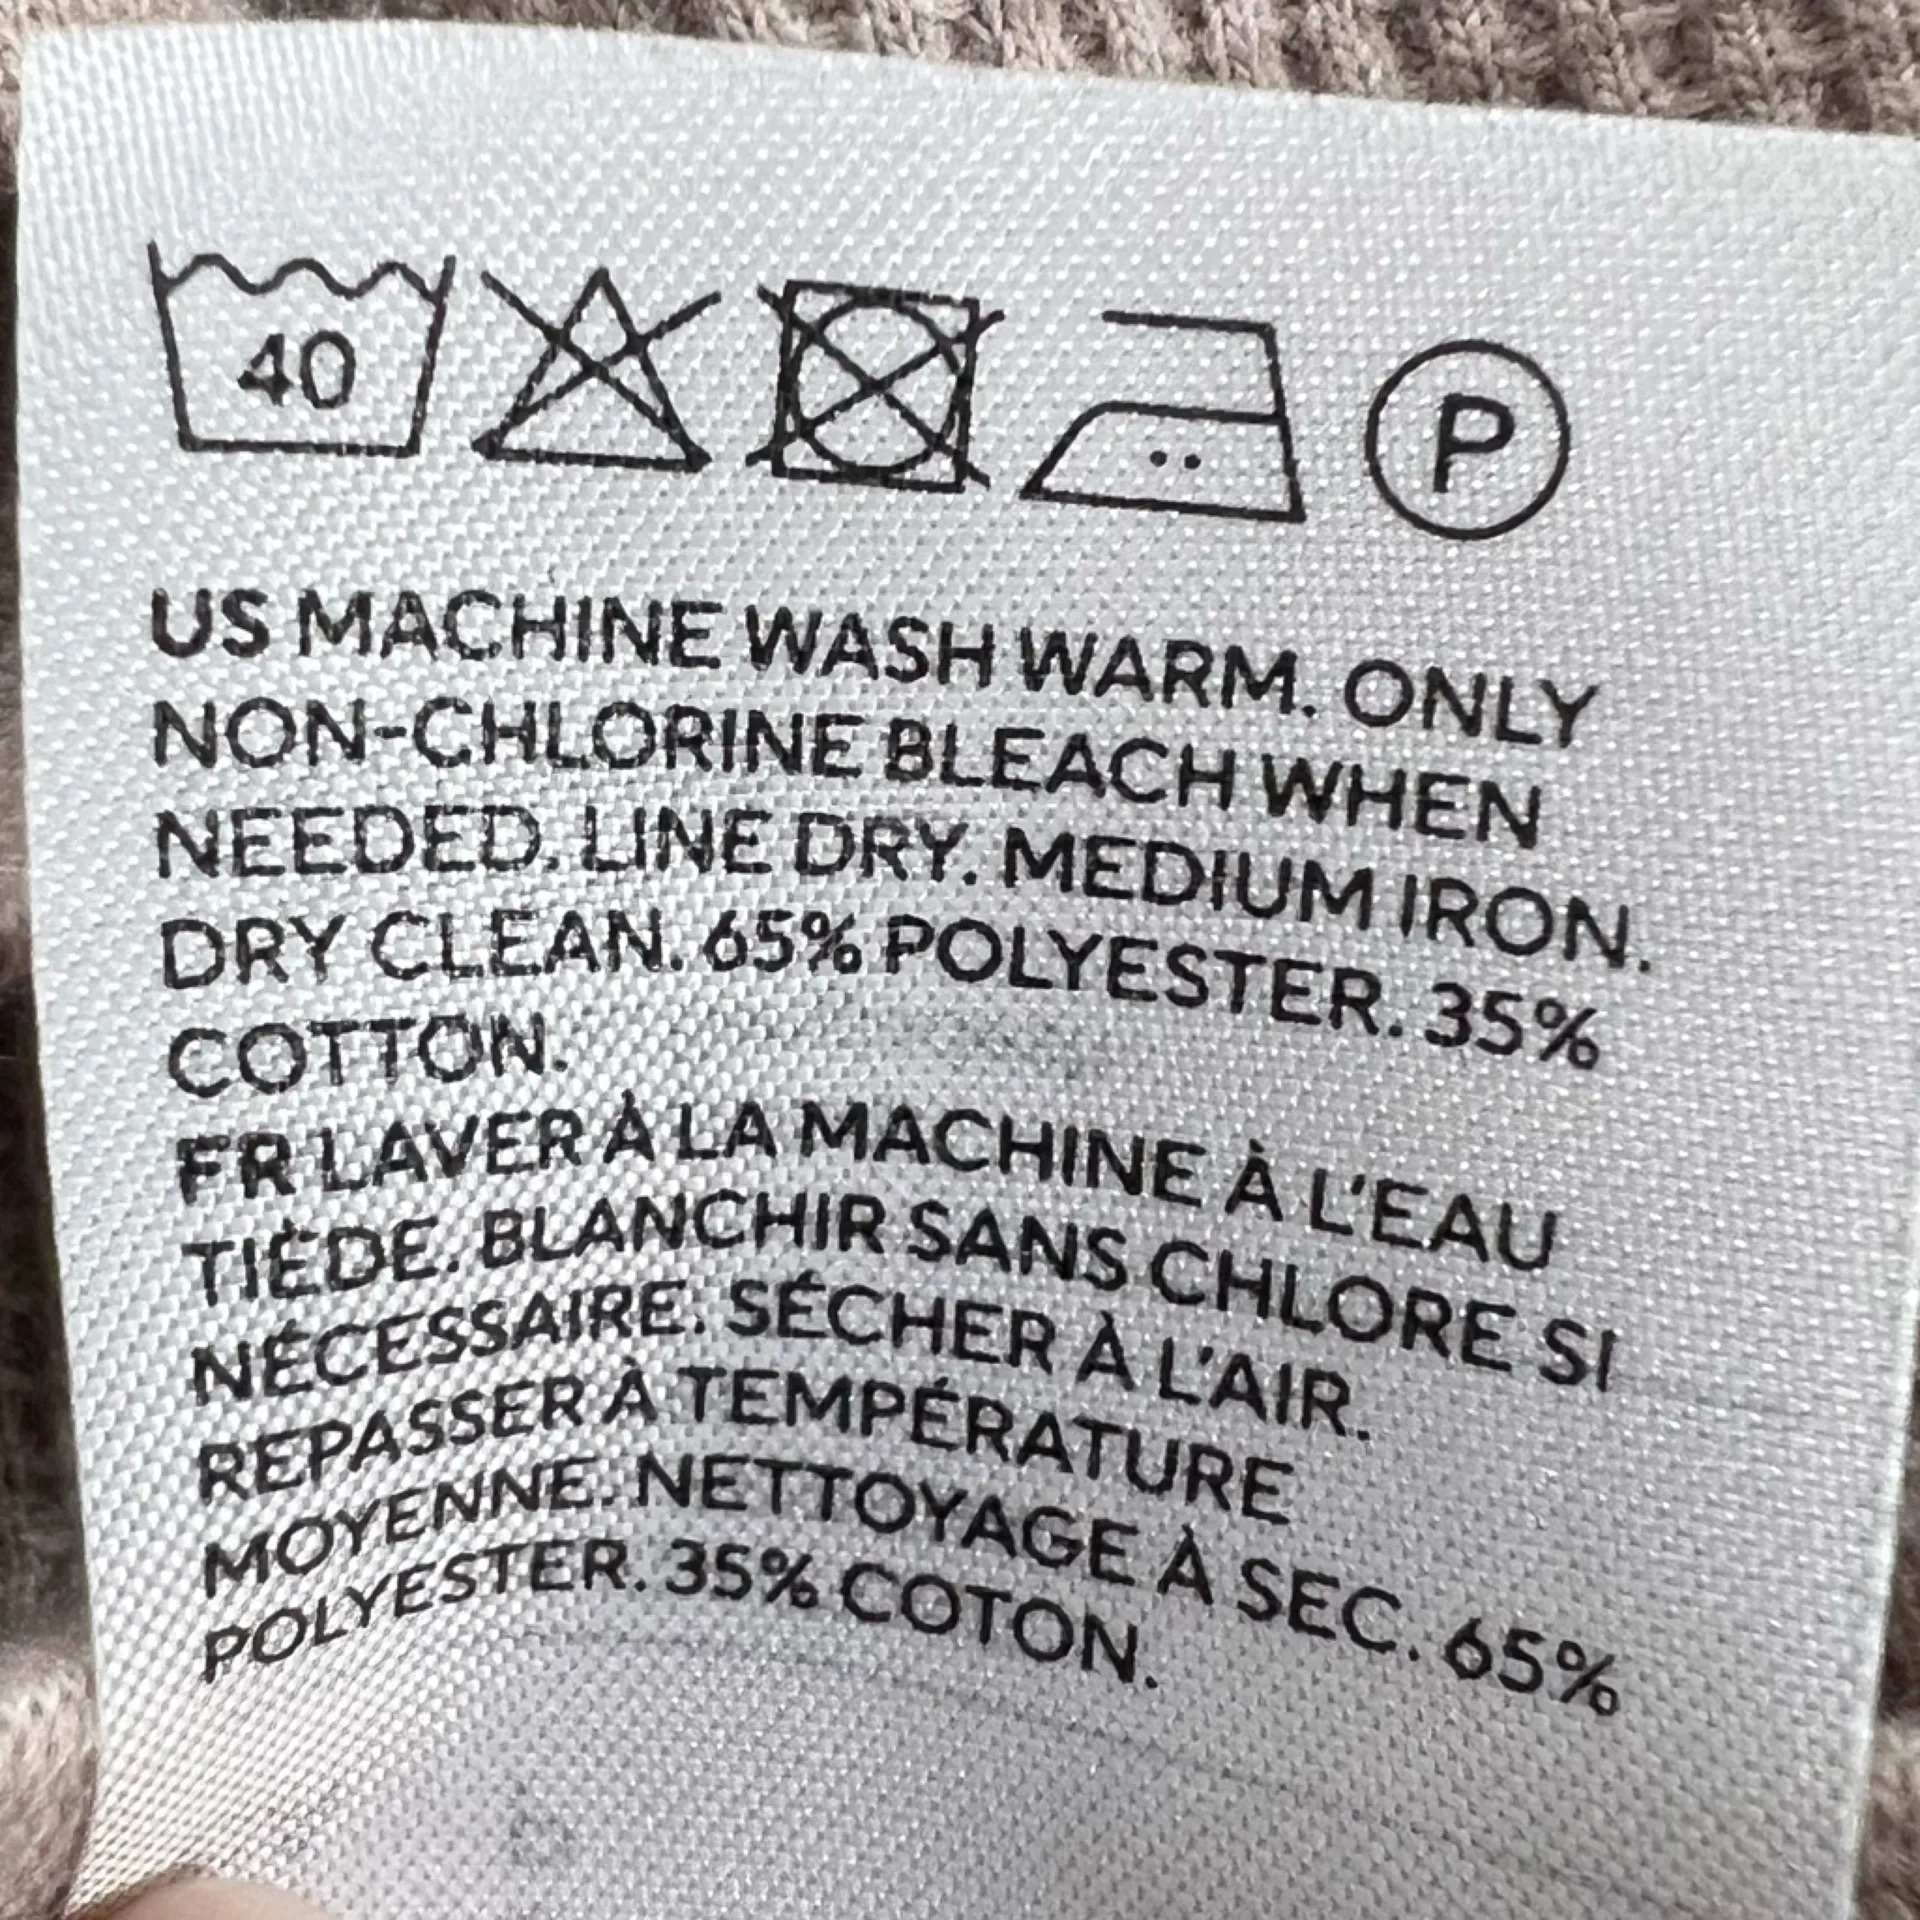 40
P
US MACHINE WASH WARM. ONLY
NON-CHLORINE BLEACH WHEN
NEEDED. LINE DRY. MEDIUM IRON.
DRY CLEAN. 65% POLYESTER. 35%
COTTON.
FR LAVER À LA MACHINE À L'EAU
TIÈDE. BLANCHIR SANS CHLORE SI
NÉCESSAIRE. SÉCHER À L'AIR.
REPASSER À TEMPÉRATURE
MOYENNE. NETTOYAGE À SEC. 65%
POLYESTER. 35% COTON.